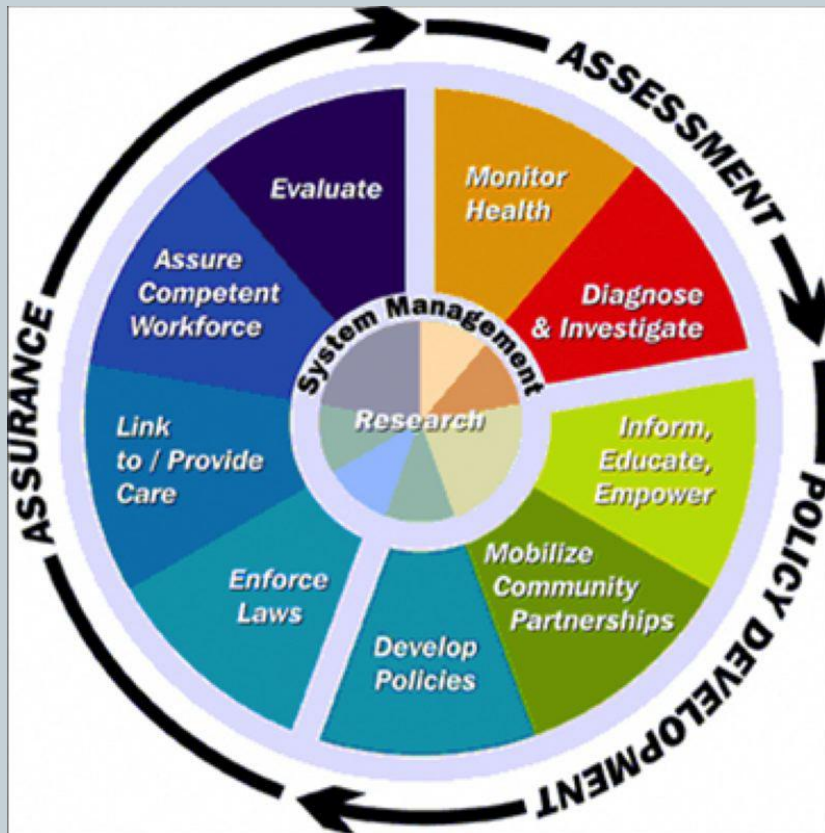 ASSESSMENT
Monitor
Health
Diagnose
& Investigate
POLICY DEVELOPMENT
Inform,
Educate,
Empower
Mobilize
Community
Partnerships
Develop
Policies
ASSURANCE
Enforce
Laws
Link
to / Provide
Care
Assure
Competent
Workforce
Evaluate
System Management
Research